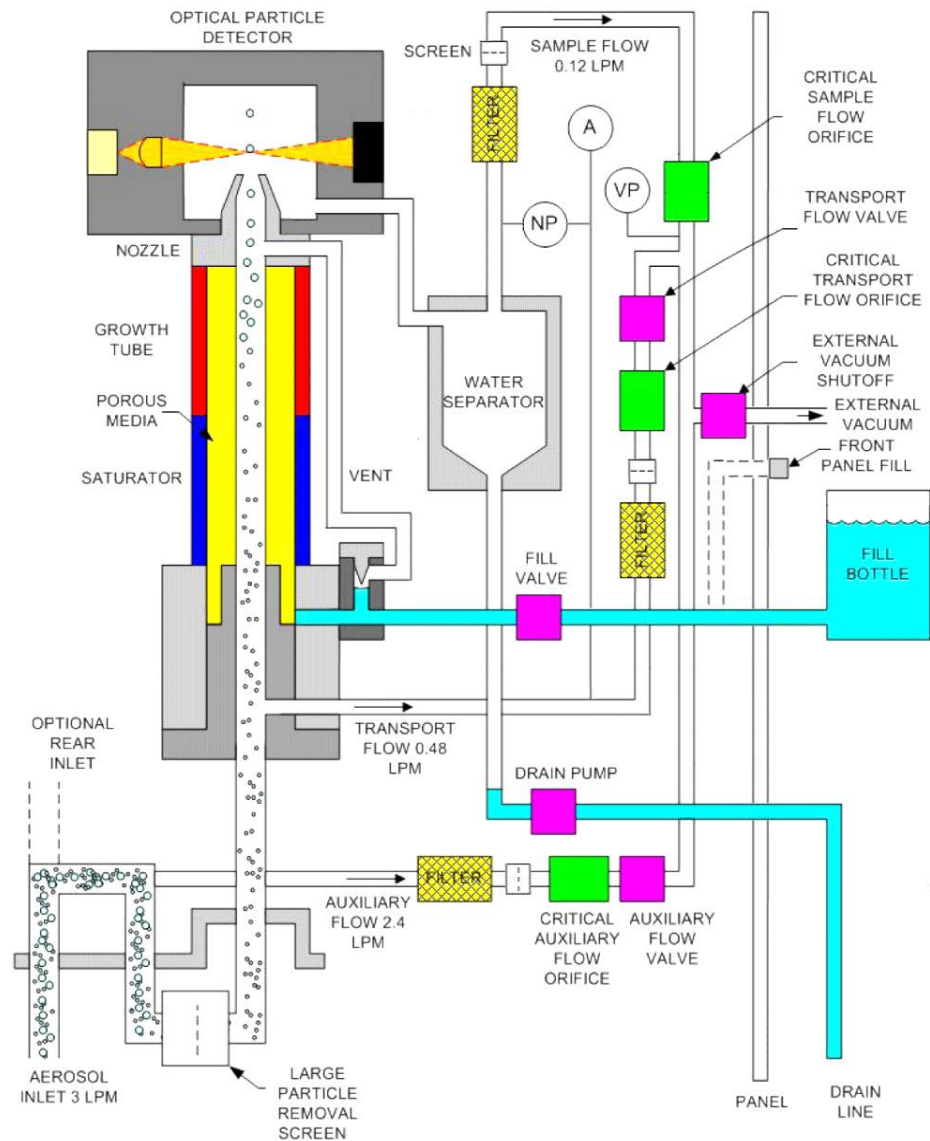 OPTICAL PARTICLE
DETECTOR
SCREEN
SAMPLE FLOW
0.12 LPM
CRITICAL
SAMPLE
FLOW
ORIFICE
FILTER
A
VP
NP
TRANSPORT
FLOW VALVE
NOZZLE
CRITICAL
TRANSPORT
FLOW ORIFICE
GROWTH
TUBE
POROUS
MEDIA
SATURATOR
WATER
SEPARATOR
EXTERNAL
VACUUM
SHUTOFF
EXTERNAL
VACUUM
FRONT
PANEL FILL
VENT
FILTER
FILL
VALVE
FILL
BOTTLE
OPTIONAL
REAR
INLET
TRANSPORT
FLOW 0.48
LPM
DRAIN PUMP
FILTER
AUXILIARY
FLOW 2.4
LPM
CRITICAL
AUXILIARY
FLOW
ORIFICE
AUXILIARY
FLOW
VALVE
AEROSOL
INLET 3 LPM
LARGE
PARTICLE
REMOVAL
SCREEN
PANEL
DRAIN
LINE